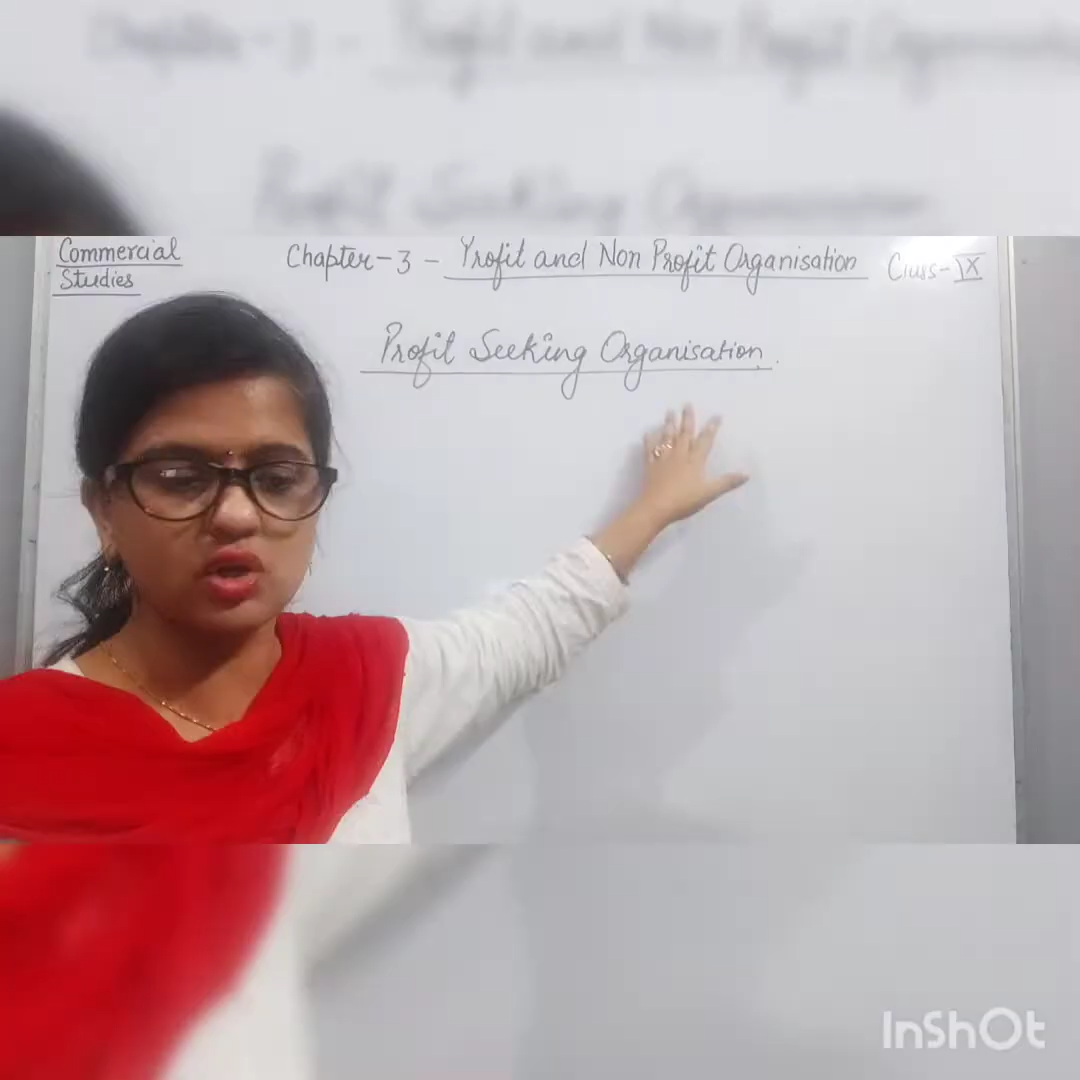 Commercial
Studies
Chapter-3 - Profit and Non Profit Organisation
Class-IX
Profit Seeking Organisation.
InShOt